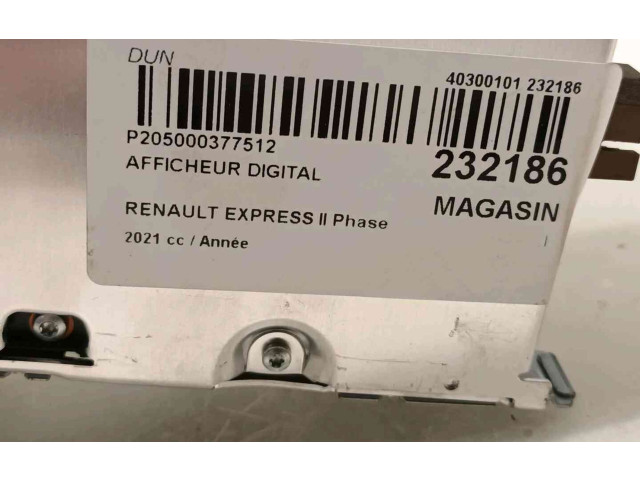 DUN
40300101 232186
P205000377512
232186
AFFICHEUR DIGITAL
MAGASIN
RENAULT EXPRESS II Phase
2021 cc / Année